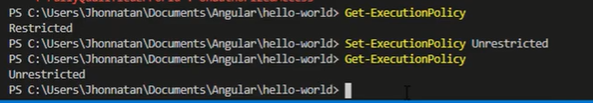 PS C:\Users\Jhonnatan\Documents\Angular\hello-world> Get-ExecutionPolicy
Restricted
PS C:\Users\Jhonnatan\Documents\Angular\hello-world> Set-ExecutionPolicy Unrestricted
PS C:\Users\Jhonnatan\Documents\Angular\hello-world> Get-ExecutionPolicy
Unrestricted
PS C:\Users\Jhonnatan\Documents\Angular\hello-world>